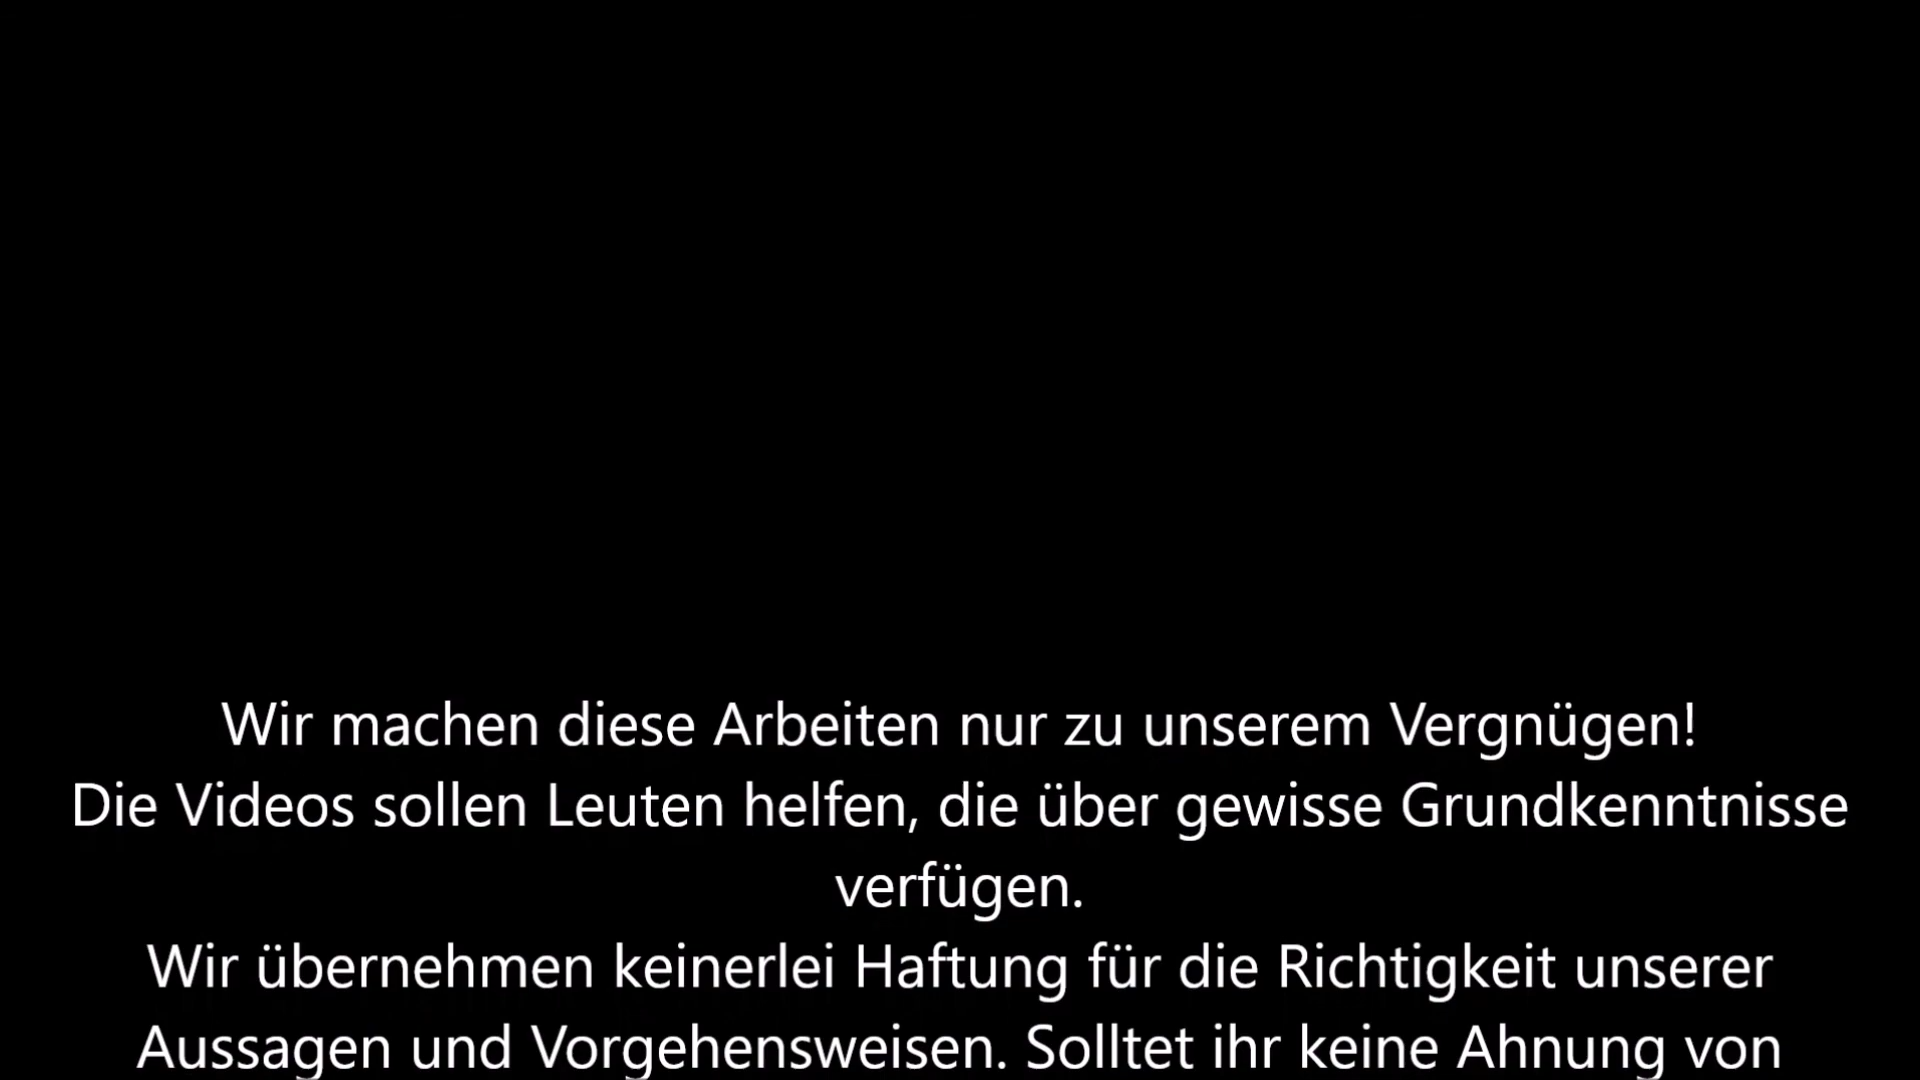 Wir machen diese Arbeiten nur zu unserem Vergnügen!
Die Videos sollen Leuten helfen, die über gewisse Grundkenntnisse
verfügen.
Wir übernehmen keinerlei Haftung für die Richtigkeit unserer
Aussagen und Vorgehensweisen. Solltet ihr keine Ahnung von